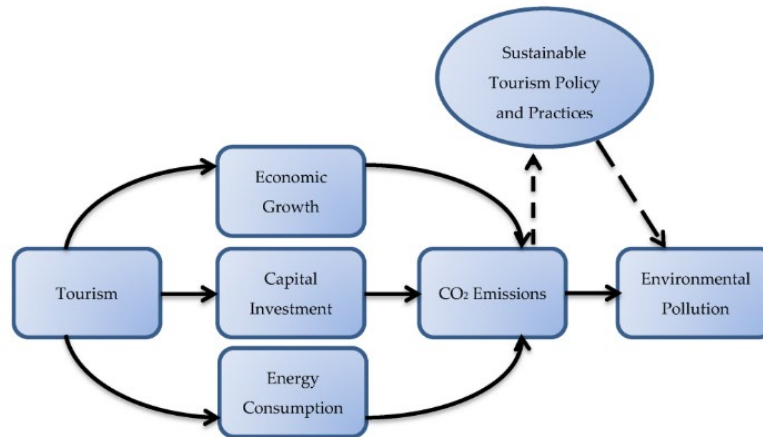 Sustainable
Tourism Policy
and Practices
Economic
Growth
Tourism
Capital
Investment
CO₂ Emissions
Environmental
Pollution
Energy
Consumption